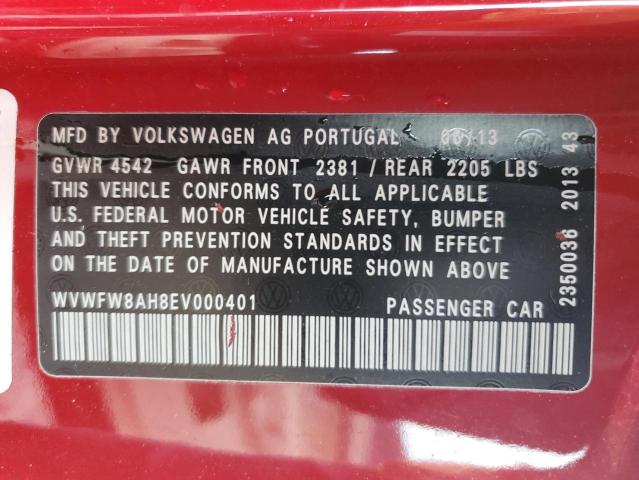 MFD BY VOLKSWAGEN AG PORTUGAL 06113
GVWR 4542 GAWR FRONT 2381 / REAR 2205 LBS
THIS VEHICLE CONFORMS TO ALL APPLICABLE
U.S. FEDERAL MOTOR VEHICLE SAFETY, BUMPER
AND THEFT PREVENTION STANDARDS IN EFFECT
ON THE DATE OF MANUFACTURE SHOWN ABOVE
WVWFW8AH8EV000401 PASSENGER CAR
2350036 2013 43